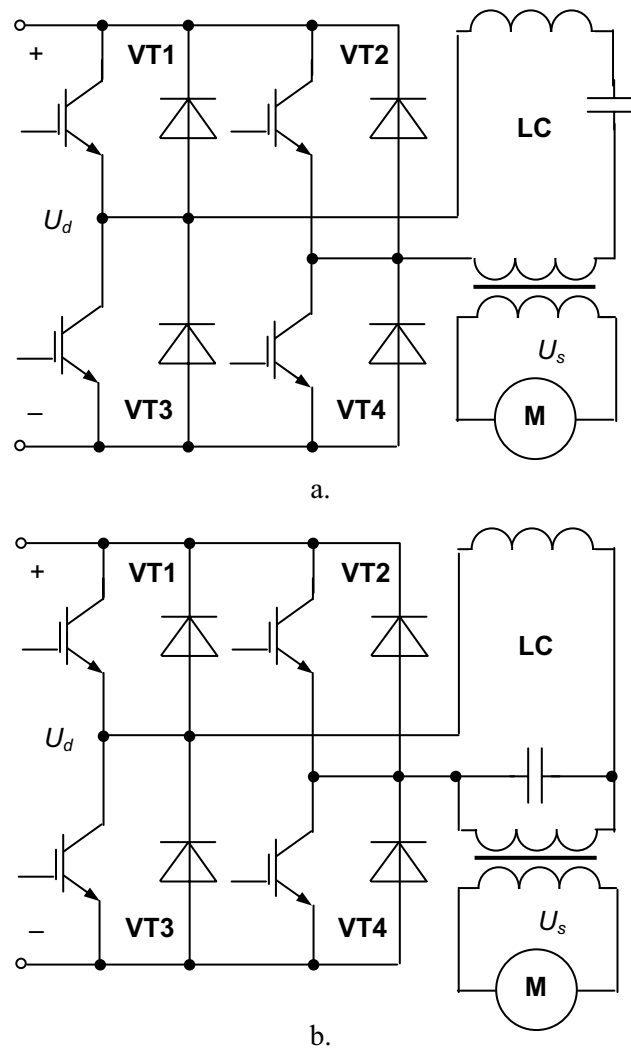 + VT1 VT2
LC
U_d
U_s
M
– VT3 VT4
a.
+ VT1 VT2
LC
U_d
U_s
M
– VT3 VT4
b.